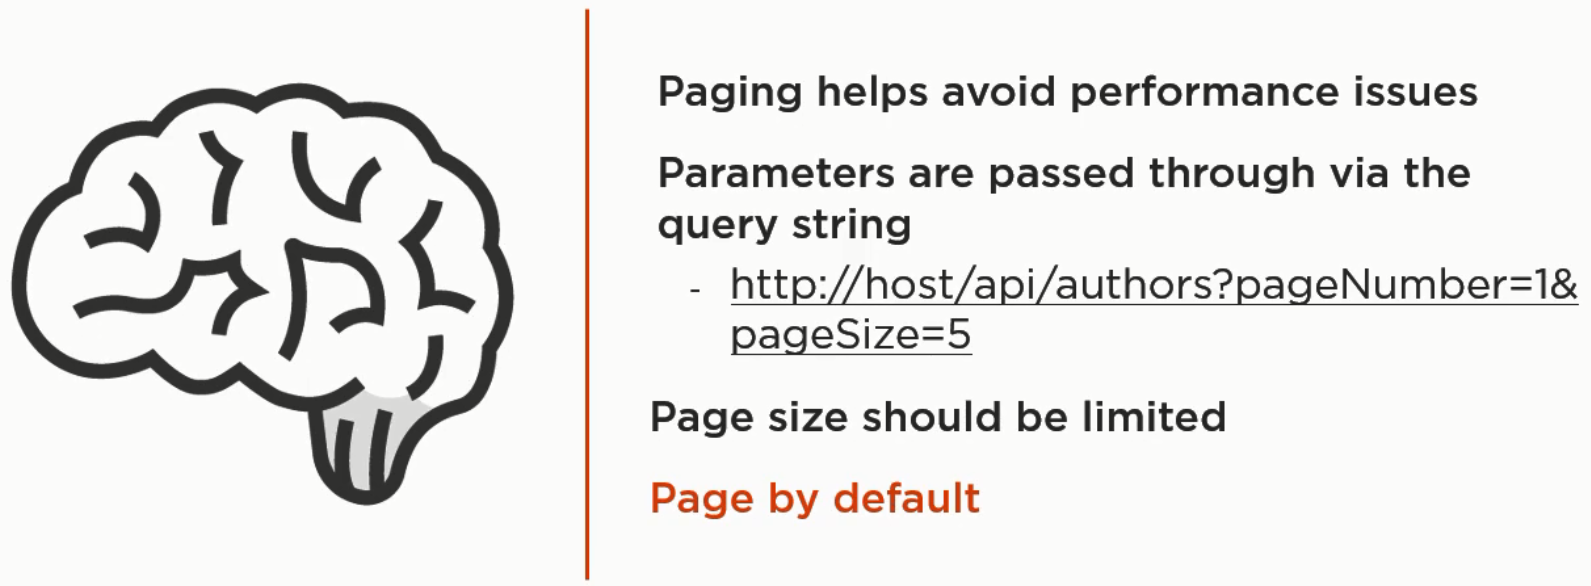 Paging helps avoid performance issues
Parameters are passed through via the
query string
- http://host/api/authors?pageNumber=1&
pageSize=5
Page size should be limited
Page by default